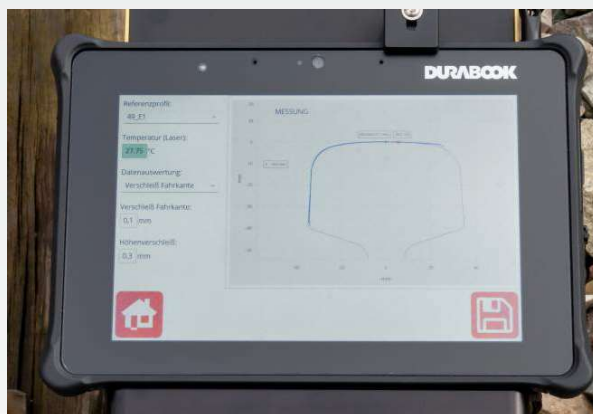 DURABOOK
Referenzprofil:
49_E1
Temperatur (Laser):
27.75 °C
Datenauswertung:
Verschleiß Fahrkante
Verschleiß Fahrkante:
0,1 mm
Höhenverschleiß:
0,3 mm
MESSUNG